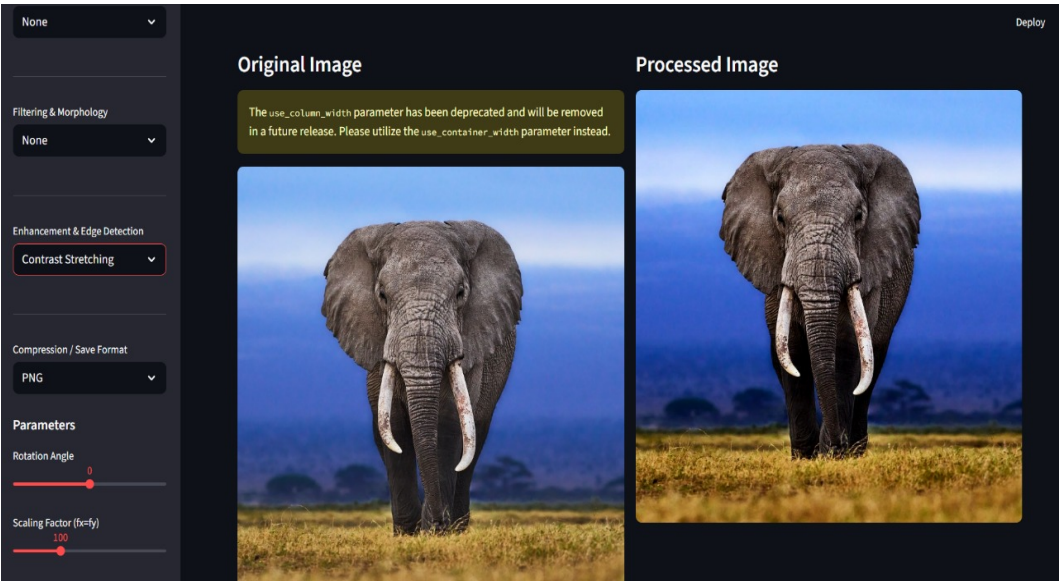 None
Filtering & Morphology
None
Enhancement & Edge Detection
Contrast Stretching
Compression / Save Format
PNG
Parameters
Rotation Angle
0
Scaling Factor (fx=fy)
100
Deploy
Original Image
The use_column_width parameter has been deprecated and will be removed
in a future release. Please utilize the use_container_width parameter instead.
Processed Image